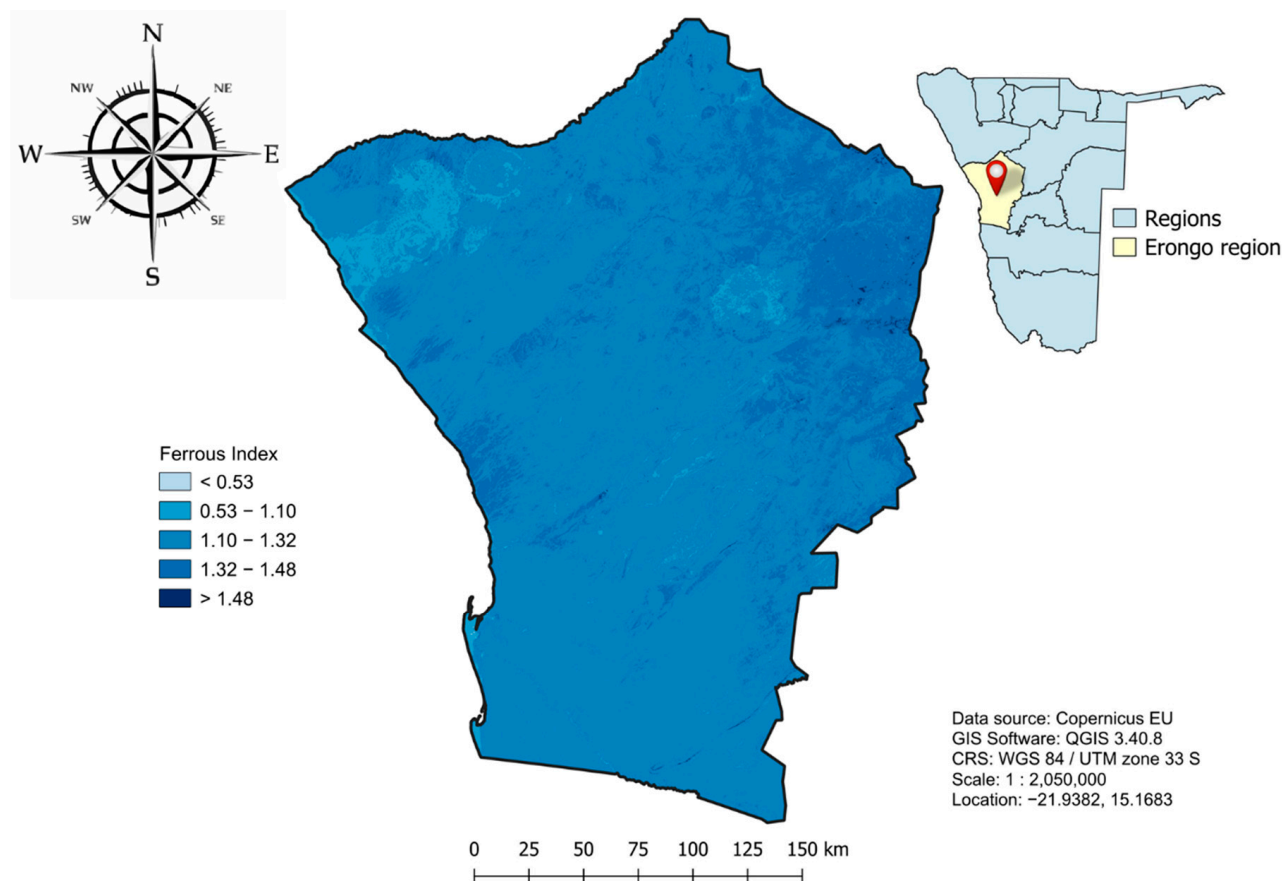 N
NW
NE
W
E
SW
SE
S
Regions
Erongo region
Ferrous Index
< 0.53
0.53 − 1.10
1.10 − 1.32
1.32 − 1.48
> 1.48
Data source: Copernicus EU
GIS Software: QGIS 3.40.8
CRS: WGS 84 / UTM zone 33 S
Scale: 1 : 2,050,000
Location: −21.9382, 15.1683
0 25 50 75 100 125 150 km